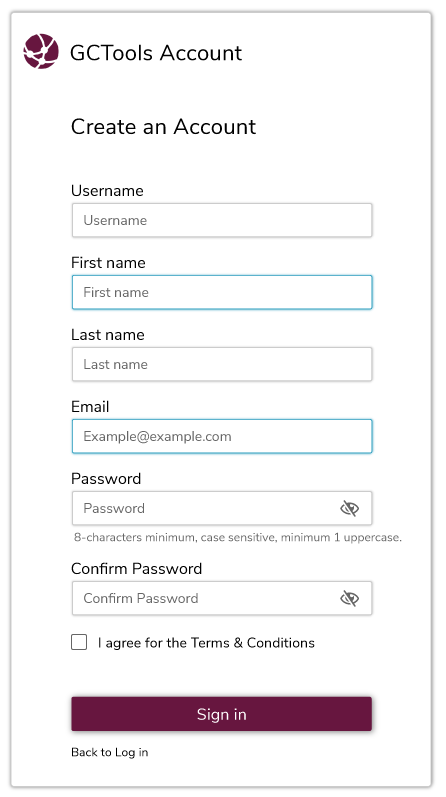 GCTools Account
Create an Account
Username
Username
First name
First name
Last name
Last name
Email
Example@example.com
Password
Password
8-characters minimum, case sensitive, minimum 1 uppercase.
Confirm Password
Confirm Password
I agree for the Terms & Conditions
Sign in
Back to Log in